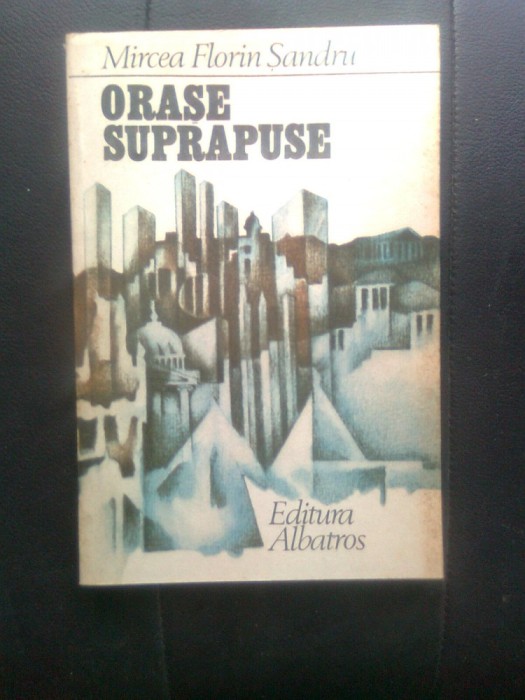 Mircea Florin Șandru
ORAȘE
SUPRAPUSE
Editura
Albatros